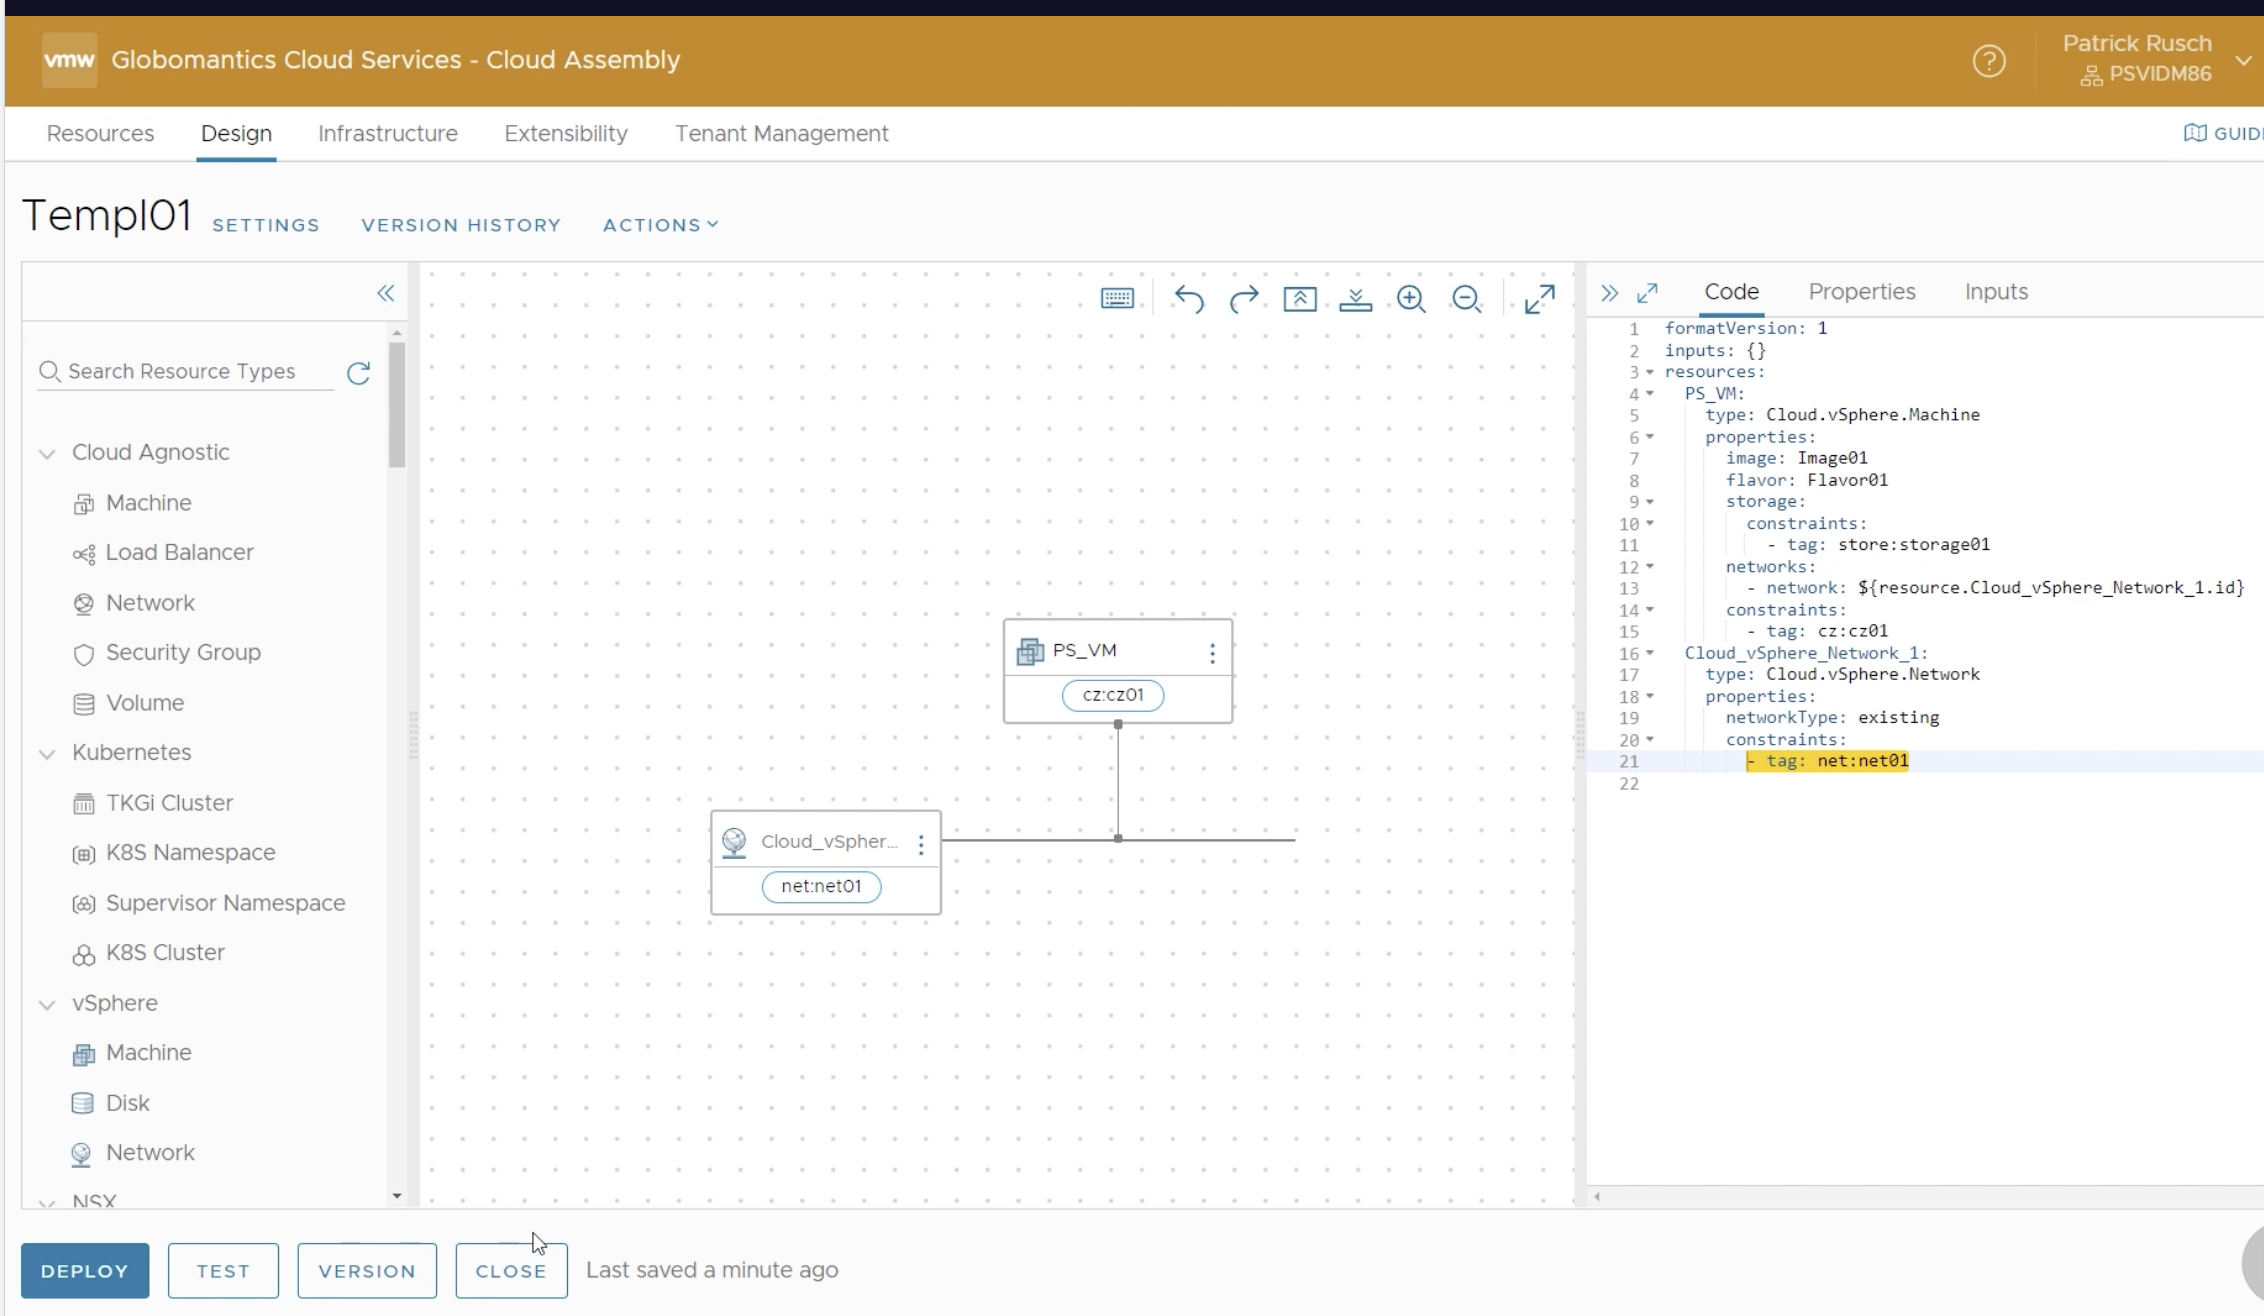 vmw Globomantics Cloud Services - Cloud Assembly
Patrick Rusch
PSVIDM86
Resources Design Infrastructure Extensibility Tenant Management
GUID
Templ01 SETTINGS VERSION HISTORY ACTIONS
Search Resource Types
Cloud Agnostic
Machine
Load Balancer
Network
Security Group
Volume
Kubernetes
TKGi Cluster
K8S Namespace
Supervisor Namespace
K8S Cluster
vSphere
Machine
Disk
Network
NSX
PS_VM
cz:cz01
Cloud_vSpher...
net:net01
Code Properties Inputs
1 formatVersion: 1
2 inputs: {}
3 resources:
4 PS_VM:
5 type: Cloud.vSphere.Machine
6 properties:
7 image: Image01
8 flavor: Flavor01
9 storage:
10 constraints:
11 - tag: store:storage01
12 networks:
13 - network: ${resource.Cloud_vSphere_Network_1.id}
14 constraints:
15 - tag: cz:cz01
16 Cloud_vSphere_Network_1:
17 type: Cloud.vSphere.Network
18 properties:
19 networkType: existing
20 constraints:
21 - tag: net:net01
22
DEPLOY TEST VERSION CLOSE Last saved a minute ago